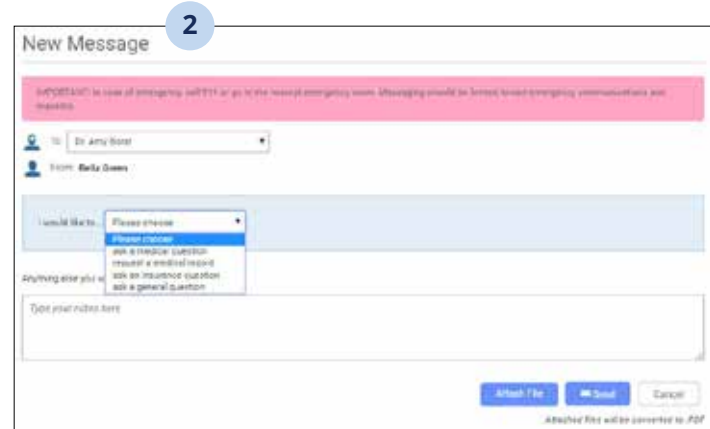 2
New Message
IMPORTANT: In case of emergency, call 911 or go to the nearest emergency room. Messaging should be limited to non-emergency communications and requests.
To: Dr. Amy
From: Bella Green
I would like to... Please choose
Please choose
ask a medical question
request a medical record
ask an insurance question
ask a general question
Anything else you
Type your notes here
Attach File Send Cancel
Attached files will be converted to .PDF